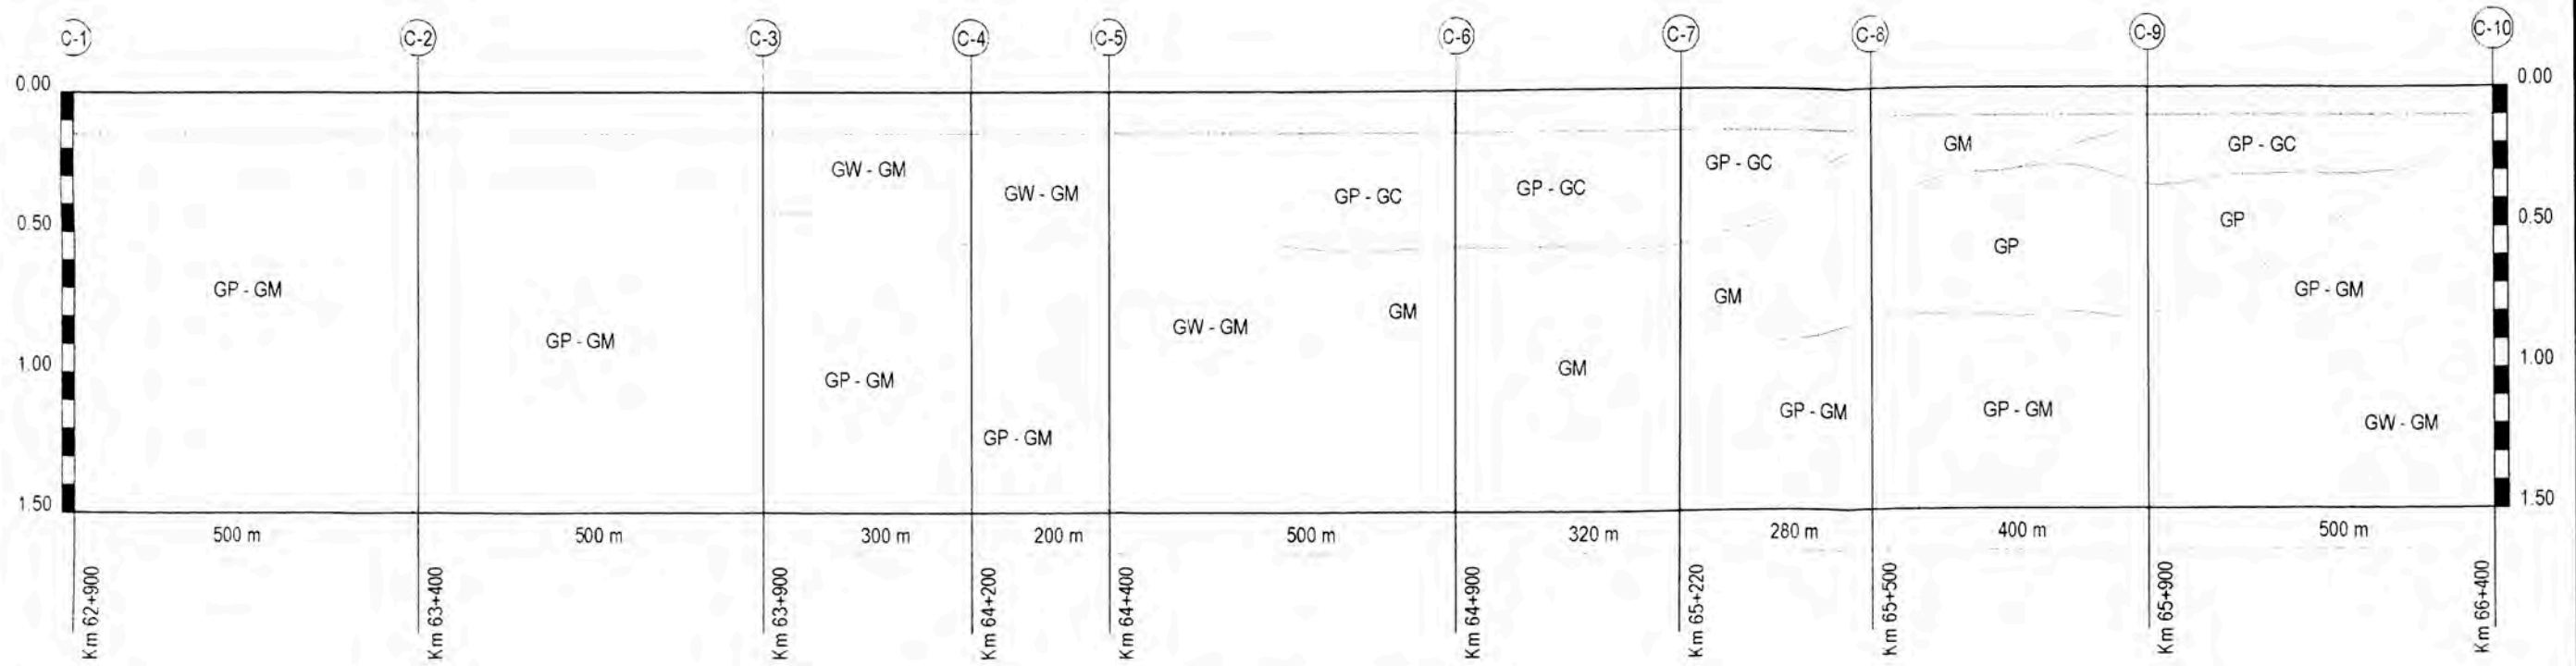 C-1 C-2 C-3 C-4 C-5 C-6 C-7 C-8 C-9 C-10
0.00 0.00
GW - GM GP - GC GM GP - GC
GW - GM GP - GC GP - GC
0.50 GP 0.50
GP
GP - GM GM GP - GM
GW - GM GM
GP - GM
1.00 GM 1.00
GP - GM
GP - GM GP - GM GW - GM
GP - GM
1.50 1.50
500 m 500 m 300 m 200 m 500 m 320 m 280 m 400 m 500 m
Km 62+900 Km 63+400 Km 63+900 Km 64+200 Km 64+400 Km 64+900 Km 65+220 Km 65+500 Km 65+900 Km 66+400